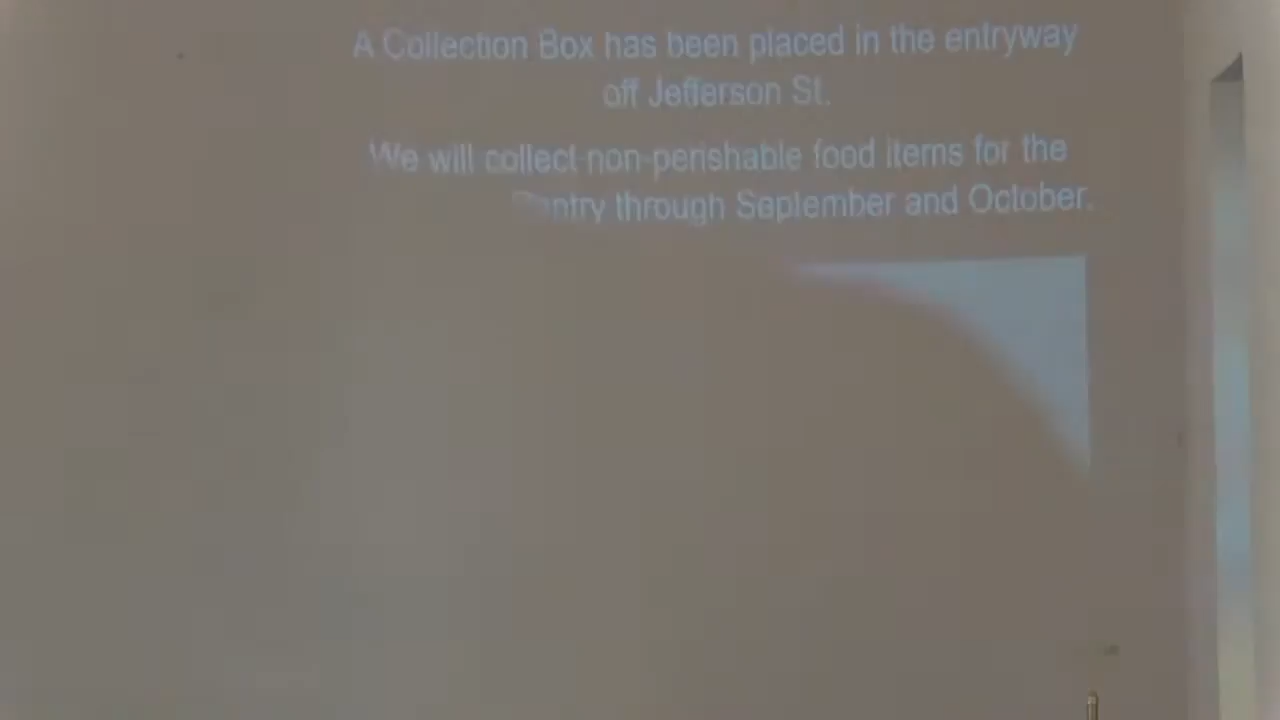 A Collection Box has been placed in the entryway
off Jefferson St.
We will collect non-perishable food items for the
Pantry through September and October.